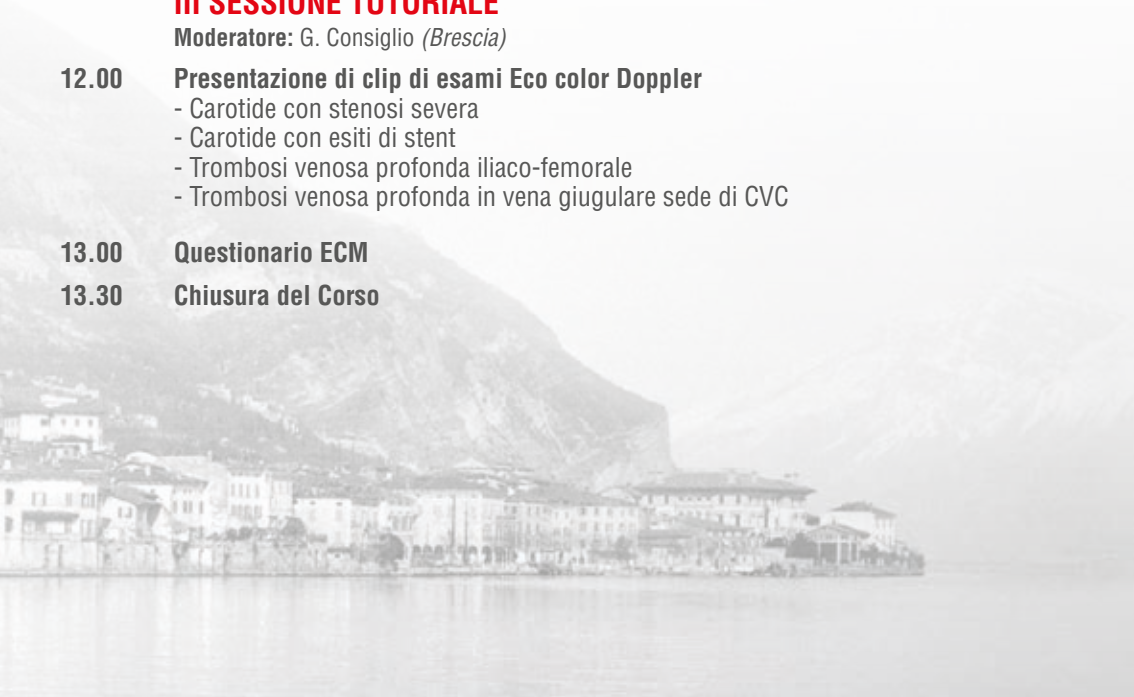 III SESSIONE TUTORIALE
Moderatore: G. Consiglio (Brescia)
12.00 Presentazione di clip di esami Eco color Doppler
- Carotide con stenosi severa
- Carotide con esiti di stent
- Trombosi venosa profonda iliaco-femorale
- Trombosi venosa profonda in vena giugulare sede di CVC
13.00 Questionario ECM
13.30 Chiusura del Corso